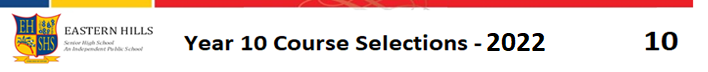 EH
SHS
EASTERN HILLS
Senior High School
An Independent Public School
Year 10 Course Selections - 2022
10